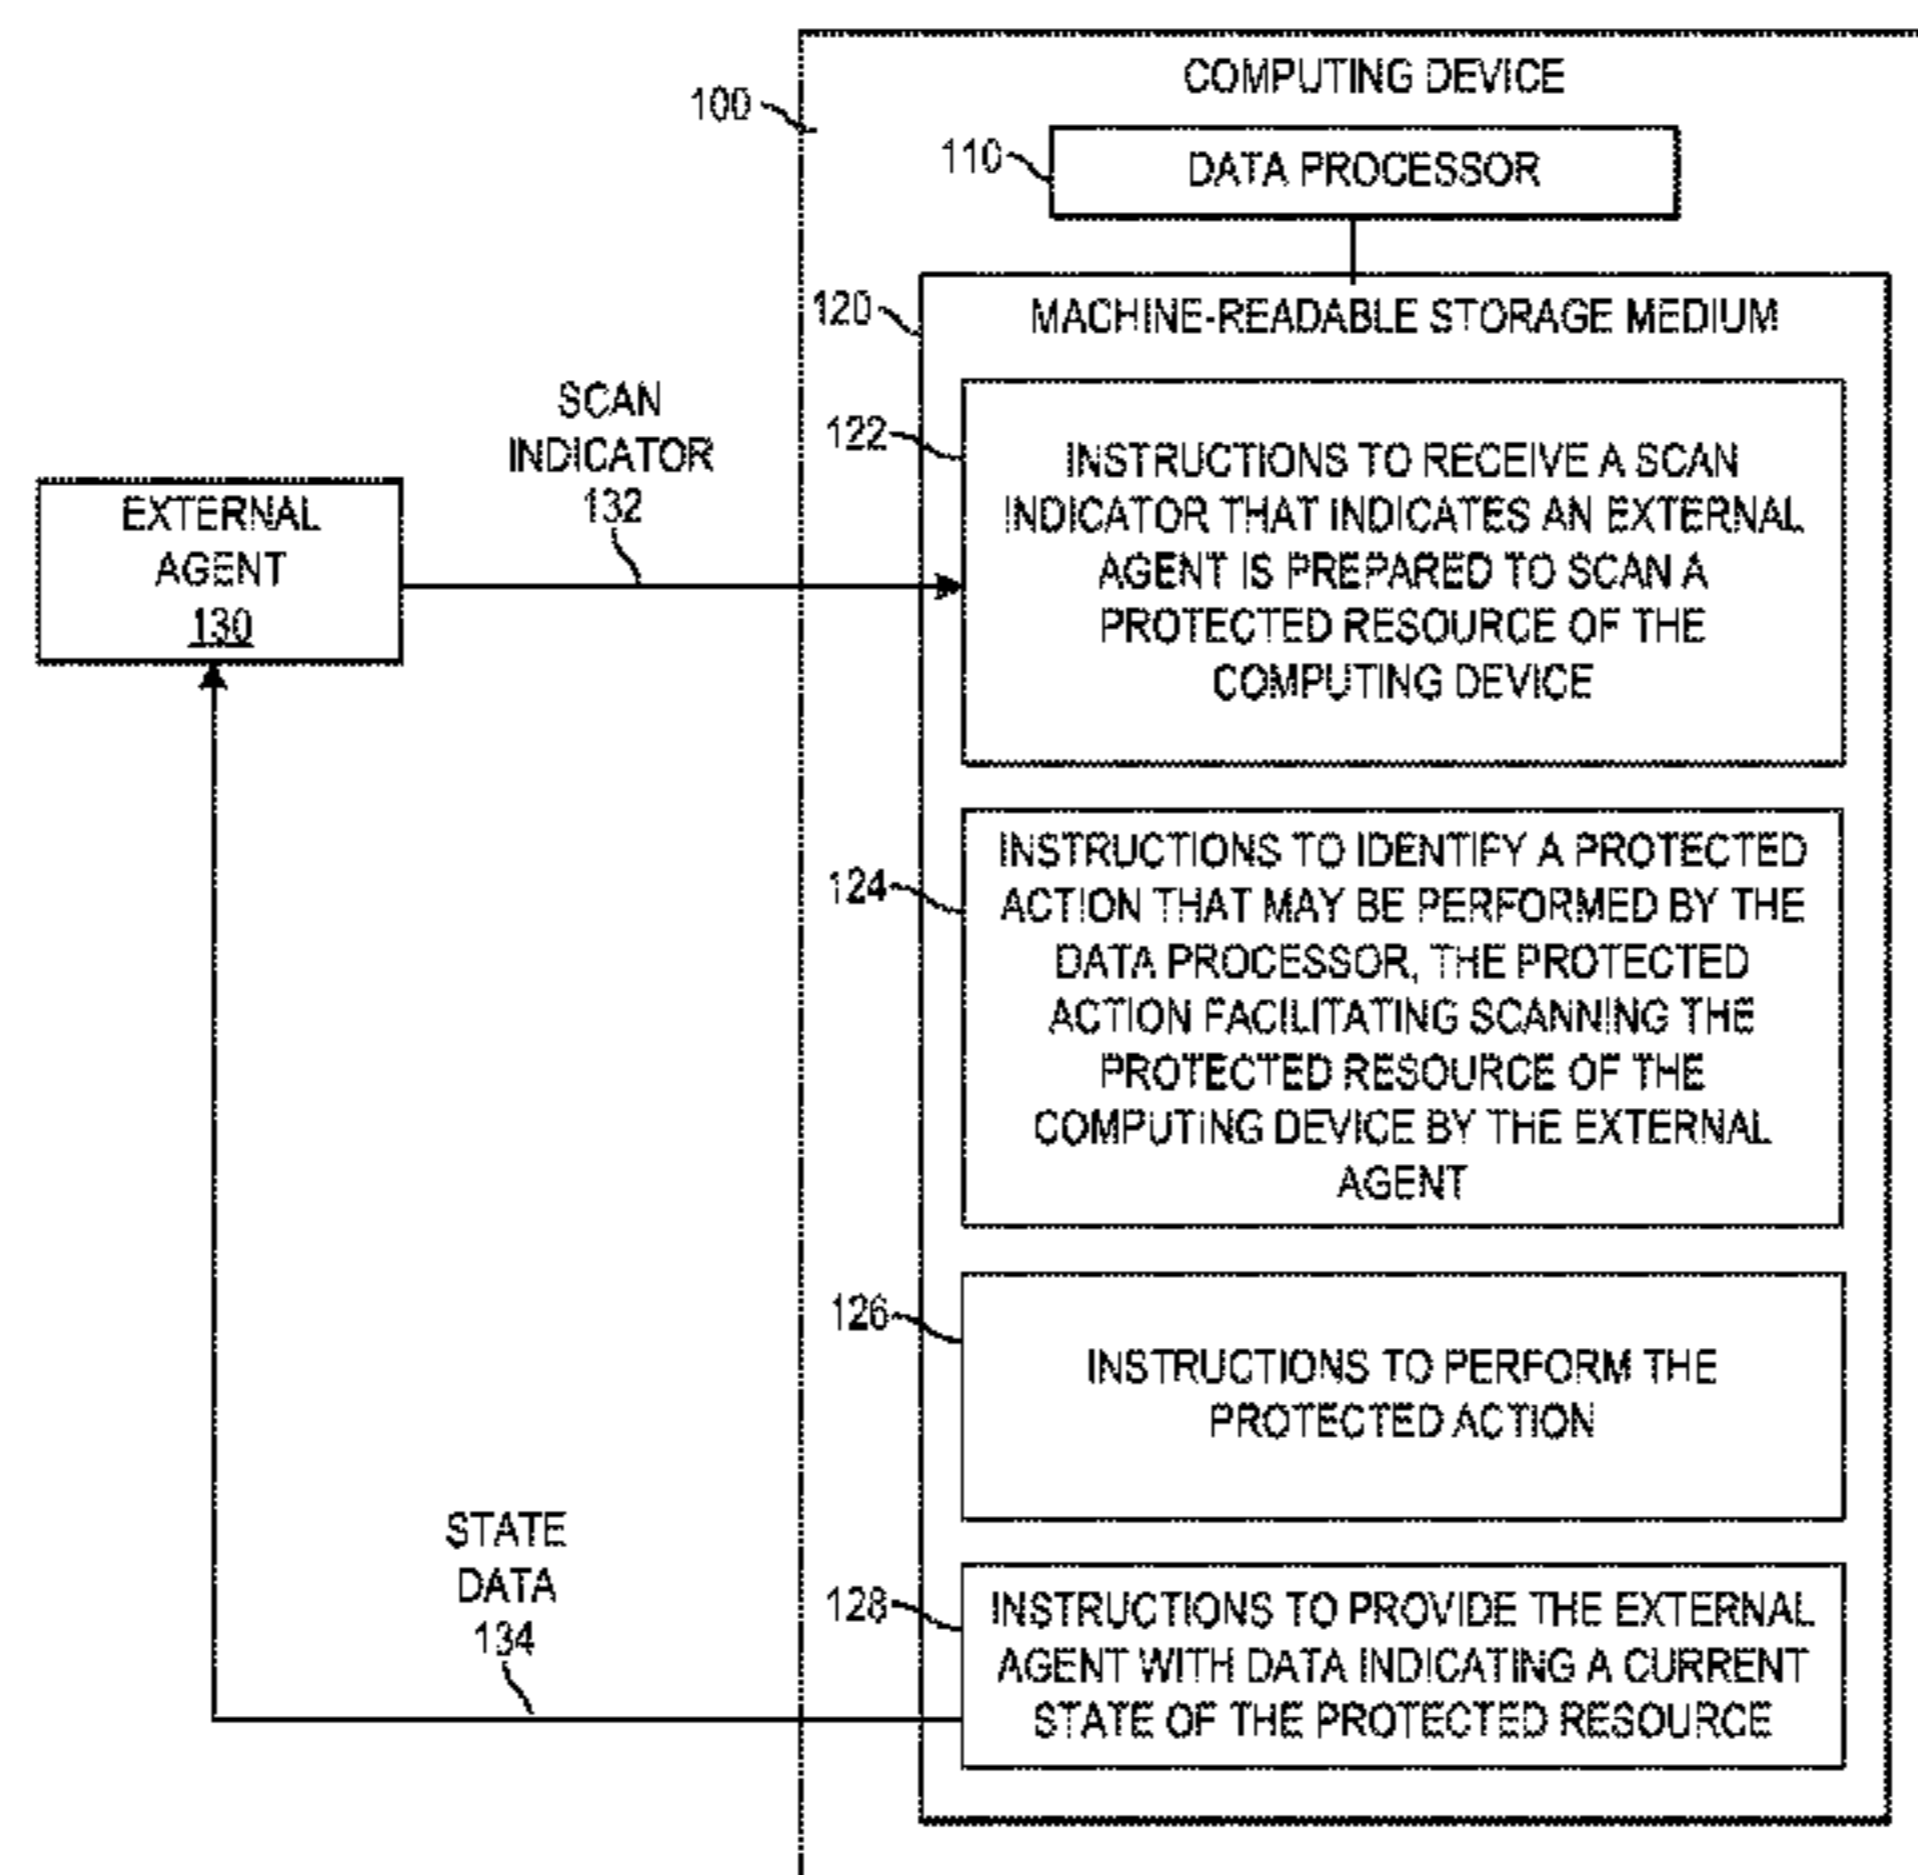 COMPUTING DEVICE
100
110
DATA PROCESSOR
120
MACHINE-READABLE STORAGE MEDIUM
SCAN
INDICATOR
132
EXTERNAL
AGENT
130
122
INSTRUCTIONS TO RECEIVE A SCAN
INDICATOR THAT INDICATES AN EXTERNAL
AGENT IS PREPARED TO SCAN A
PROTECTED RESOURCE OF THE
COMPUTING DEVICE
124
INSTRUCTIONS TO IDENTIFY A PROTECTED
ACTION THAT MAY BE PERFORMED BY THE
DATA PROCESSOR, THE PROTECTED
ACTION FACILITATING SCANNING THE
PROTECTED RESOURCE OF THE
COMPUTING DEVICE BY THE EXTERNAL
AGENT
126
INSTRUCTIONS TO PERFORM THE
PROTECTED ACTION
STATE
DATA
134
128
INSTRUCTIONS TO PROVIDE THE EXTERNAL
AGENT WITH DATA INDICATING A CURRENT
STATE OF THE PROTECTED RESOURCE